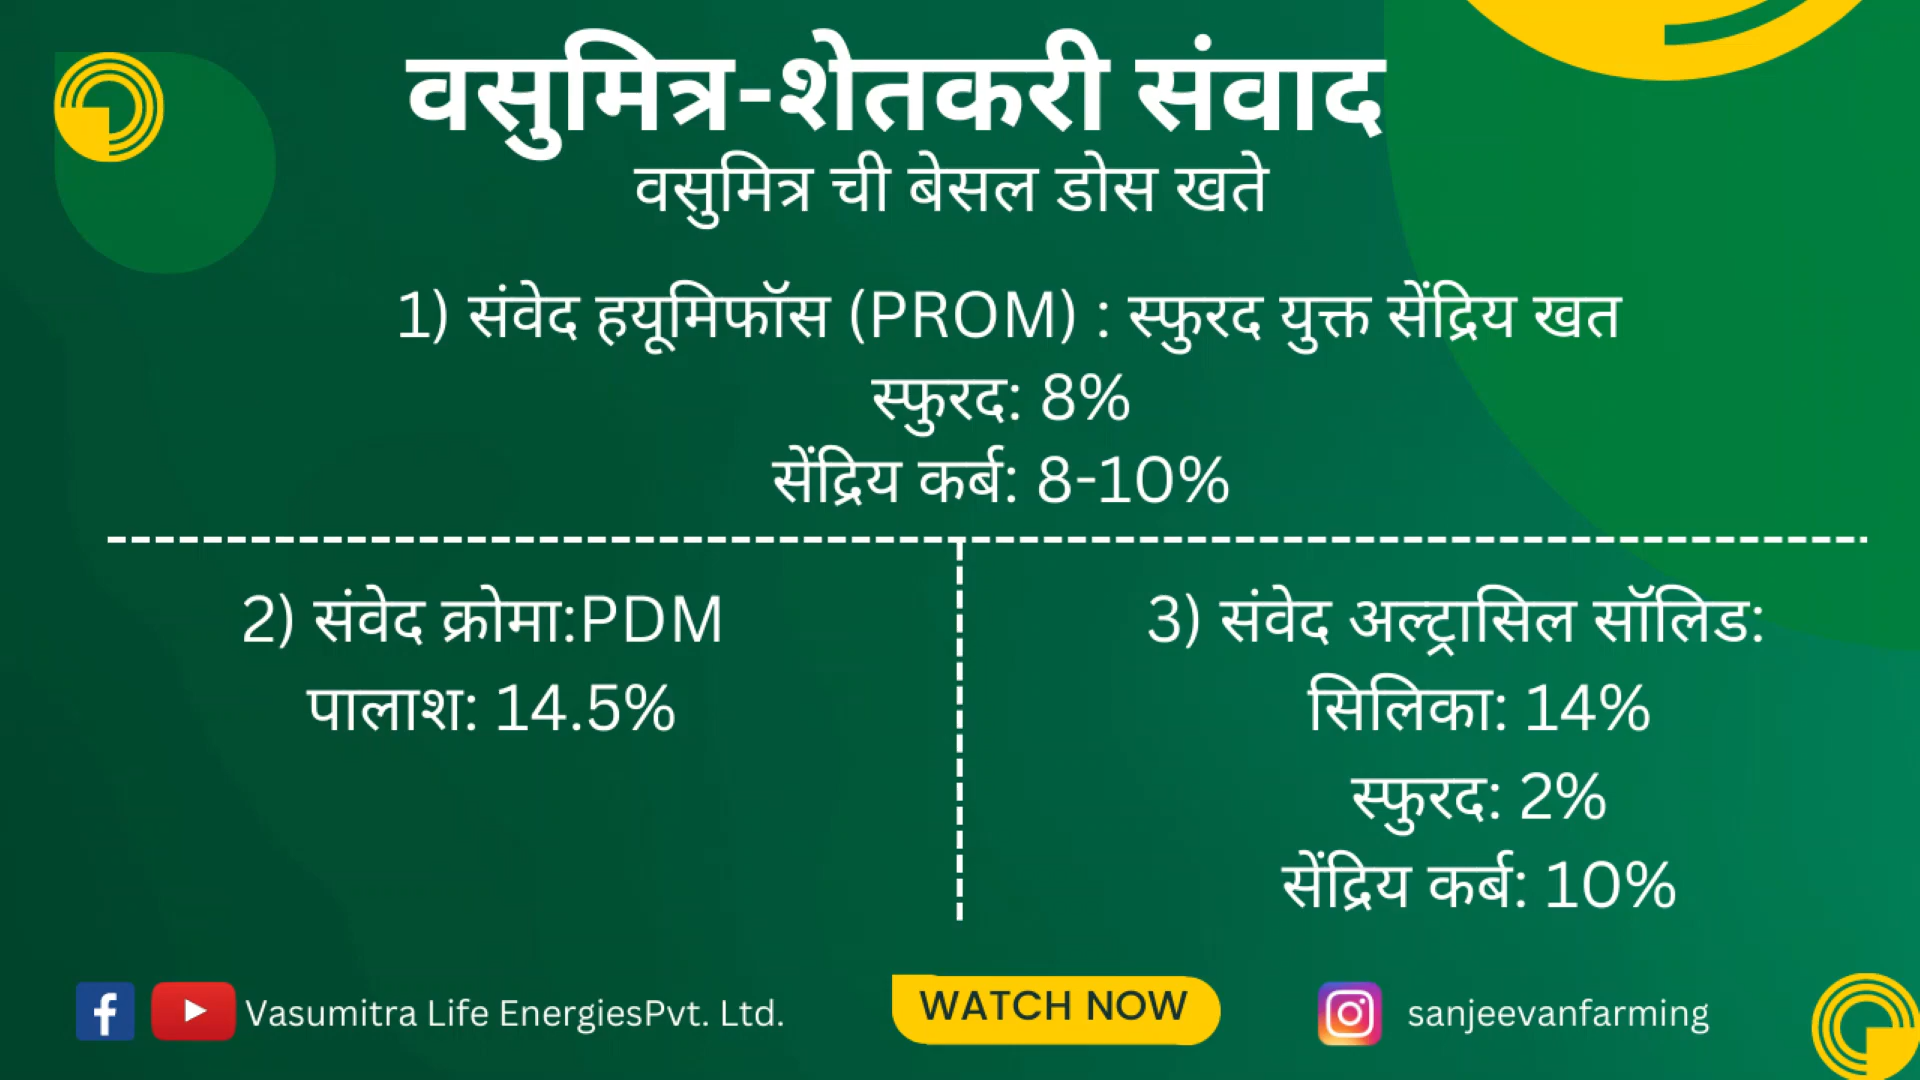 वसुमित्र-शेतकरी संवाद
वसुमित्र ची बेसल डोस खते
1) संवेद हयूमिफॉस (PROM) : स्फुरद युक्त सेंद्रिय खत
स्फुरद: 8%
सेंद्रिय कर्ब: 8-10%
2) संवेद क्रोमा:PDM
पालाश: 14.5%
3) संवेद अल्ट्रासिल सॉलिड:
सिलिका: 14%
स्फुरद: 2%
सेंद्रिय कर्ब: 10%
Vasumitra Life EnergiesPvt. Ltd.
WATCH NOW
sanjeevanfarming